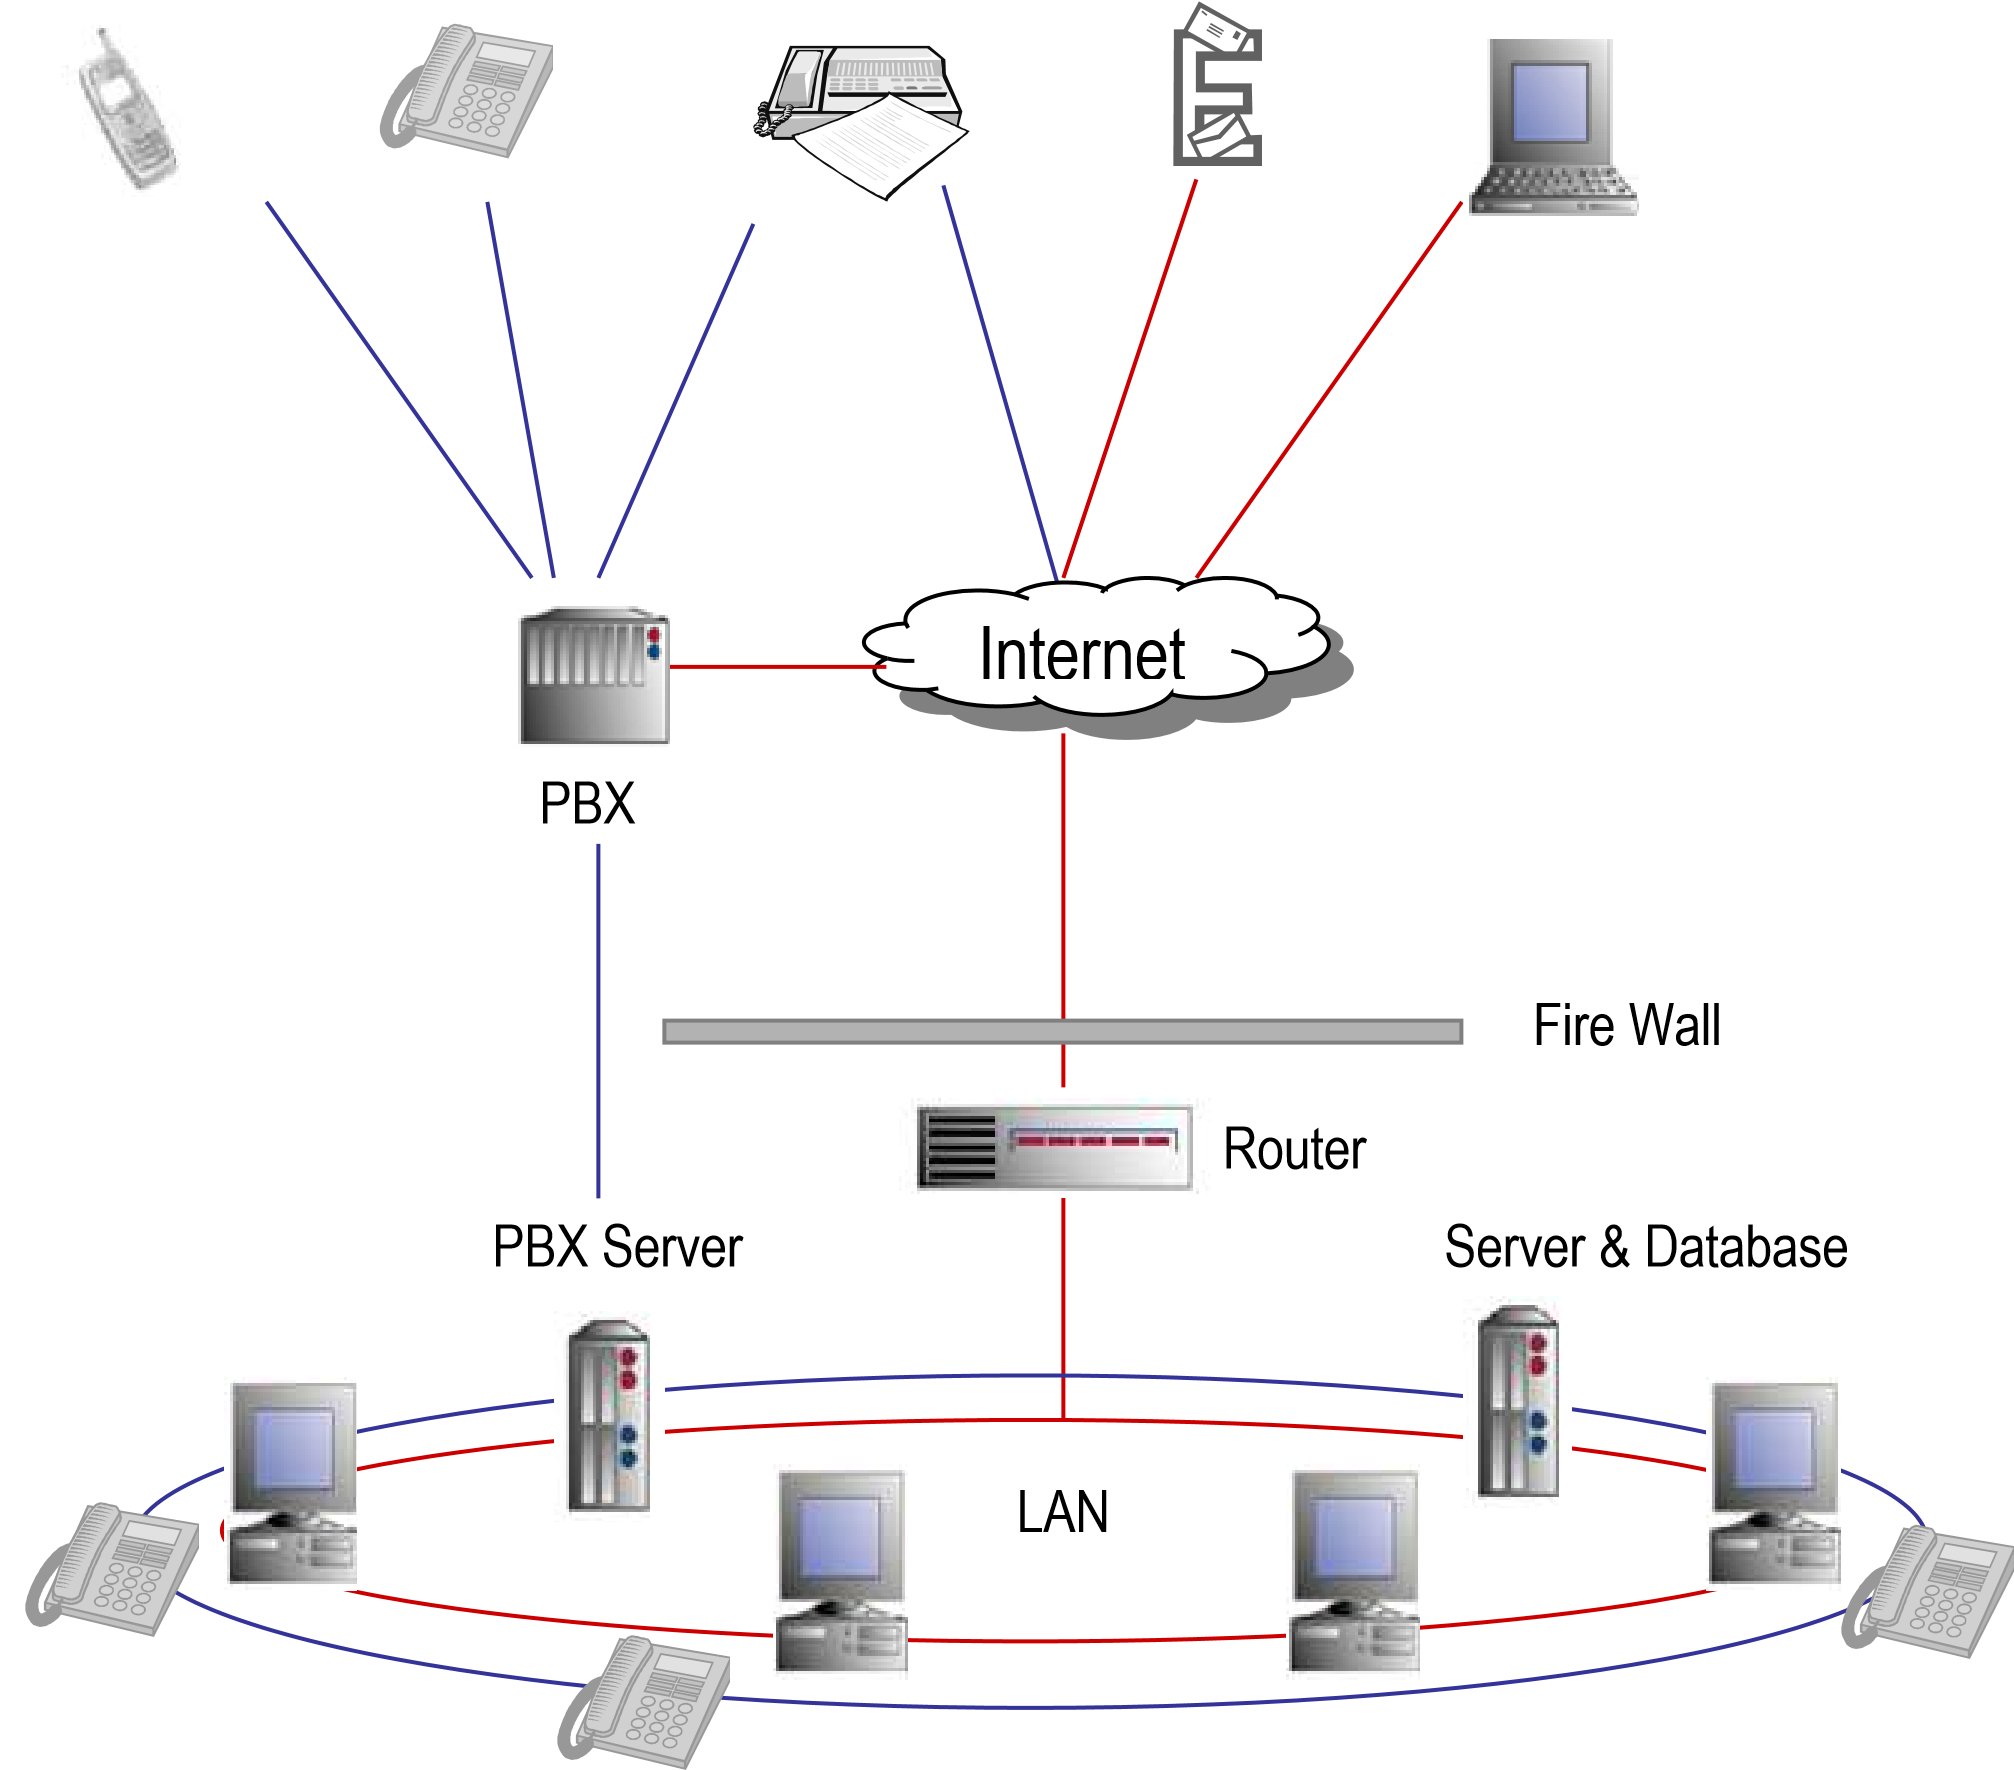 Internet
PBX
Fire Wall
Router
PBX Server
Server & Database
LAN